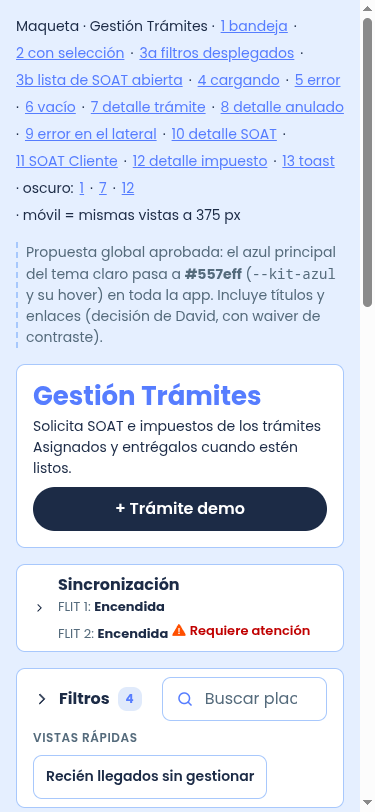 Maqueta · Gestión Trámites · 1 bandeja ·
2 con selección · 3a filtros desplegados ·
3b lista de SOAT abierta · 4 cargando · 5 error
· 6 vacío · 7 detalle trámite · 8 detalle anulado
· 9 error en el lateral · 10 detalle SOAT ·
11 SOAT Cliente · 12 detalle impuesto · 13 toast
· oscuro: 1 · 7 · 12
· móvil = mismas vistas a 375 px
Propuesta global aprobada: el azul principal
del tema claro pasa a #557eff (--kit-azul
y su hover) en toda la app. Incluye títulos y
enlaces (decisión de David, con waiver de
contraste).
Gestión Trámites
Solicita SOAT e impuestos de los trámites
Asignados y entrégalos cuando estén
listos.
+ Trámite demo
Sincronización
FLIT 1: Encendida
FLIT 2: Encendida Requiere atención
Filtros 4 Buscar plac
VISTAS RÁPIDAS
Recién llegados sin gestionar